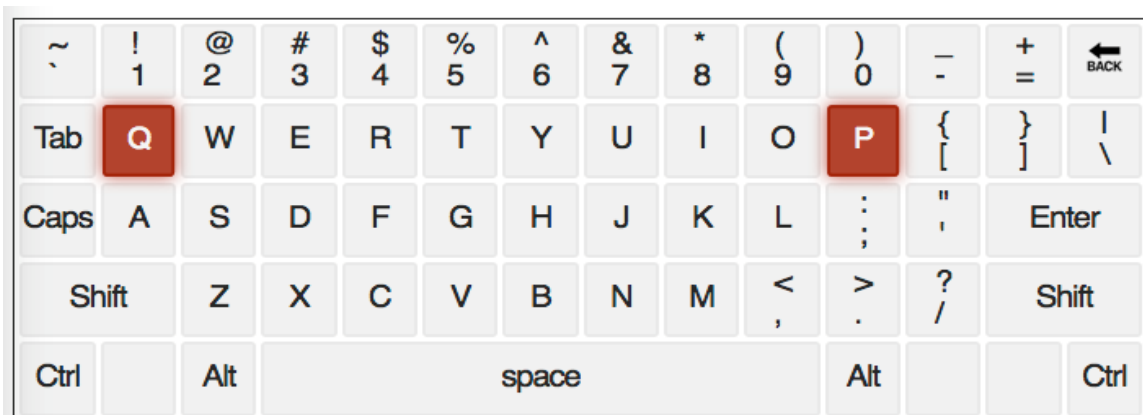 ~ ! @ # $ % ^ & * ( ) _ + BACK
` 1 2 3 4 5 6 7 8 9 0 - =
Tab Q W E R T Y U I O P { } |
[ ] \
Caps A S D F G H J K L : " Enter
; '
Shift Z X C V B N M < > ? Shift
, . /
Ctrl Alt space Alt Ctrl